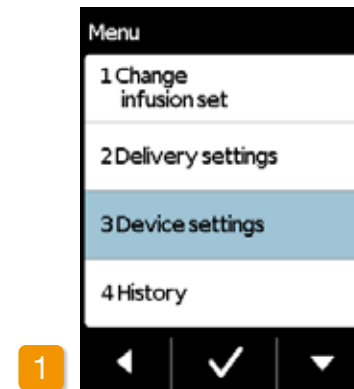 Menu
1 Change
infusion set
2 Delivery settings
3 Device settings
4 History
1